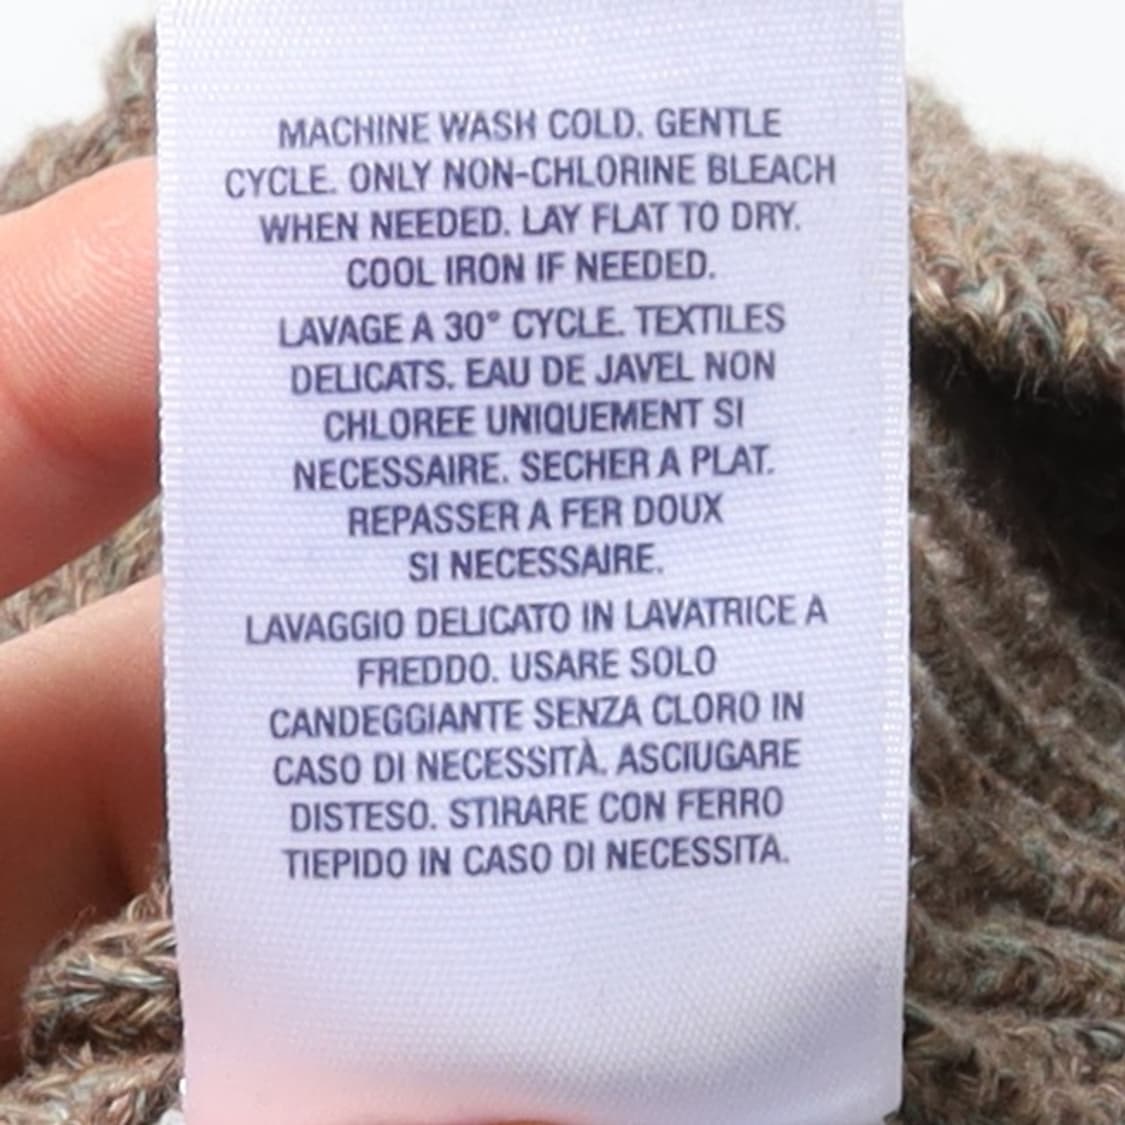 MACHINE WASH COLD. GENTLE
CYCLE. ONLY NON-CHLORINE BLEACH
WHEN NEEDED. LAY FLAT TO DRY.
COOL IRON IF NEEDED.
LAVAGE A 30° CYCLE. TEXTILES
DELICATS. EAU DE JAVEL NON
CHLOREE UNIQUEMENT SI
NECESSAIRE. SECHER A PLAT.
REPASSER A FER DOUX
SI NECESSAIRE.
LAVAGGIO DELICATO IN LAVATRICE A
FREDDO. USARE SOLO
CANDEGGIANTE SENZA CLORO IN
CASO DI NECESSITÀ. ASCIUGARE
DISTESO. STIRARE CON FERRO
TIEPIDO IN CASO DI NECESSITA.